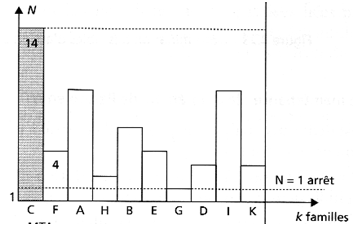 N
14
4
N = 1 arrêt
1
C F A H B E G D I K
k familles